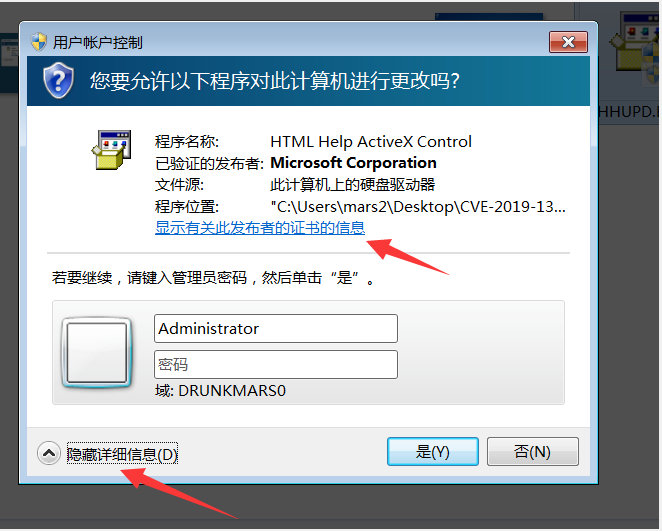 用户帐户控制
您要允许以下程序对此计算机进行更改吗?
HHUPD.
程序名称: HTML Help ActiveX Control
已验证的发布者: Microsoft Corporation
文件源: 此计算机上的硬盘驱动器
程序位置: "C:\Users\mars2\Desktop\CVE-2019-13...
显示有关此发布者的证书的信息
若要继续，请键入管理员密码，然后单击“是”。
Administrator
密码
域: DRUNKMARS0
隐藏详细信息(D)
是(Y)
否(N)